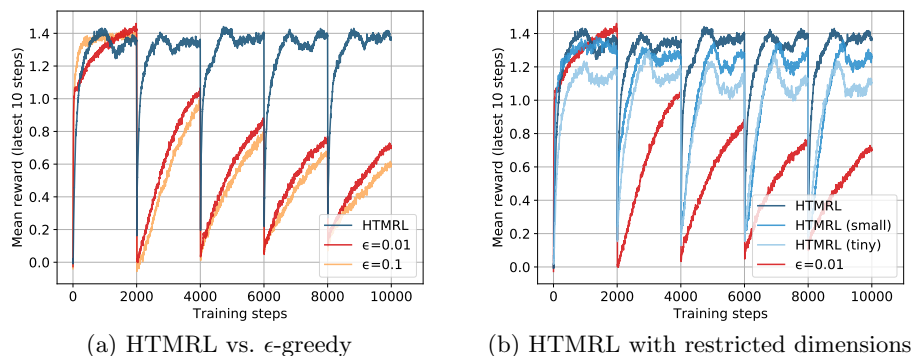 Mean reward (latest 10 steps)
1.4
1.2
1.0
0.8
0.6
0.4
0.2
0.0
0 2000 4000 6000 8000 10000
Training steps
HTMRL
ϵ=0.01
ϵ=0.1
(a) HTMRL vs. ϵ-greedy
Mean reward (latest 10 steps)
1.4
1.2
1.0
0.8
0.6
0.4
0.2
0.0
0 2000 4000 6000 8000 10000
Training steps
HTMRL
HTMRL (small)
HTMRL (tiny)
ϵ=0.01
(b) HTMRL with restricted dimensions